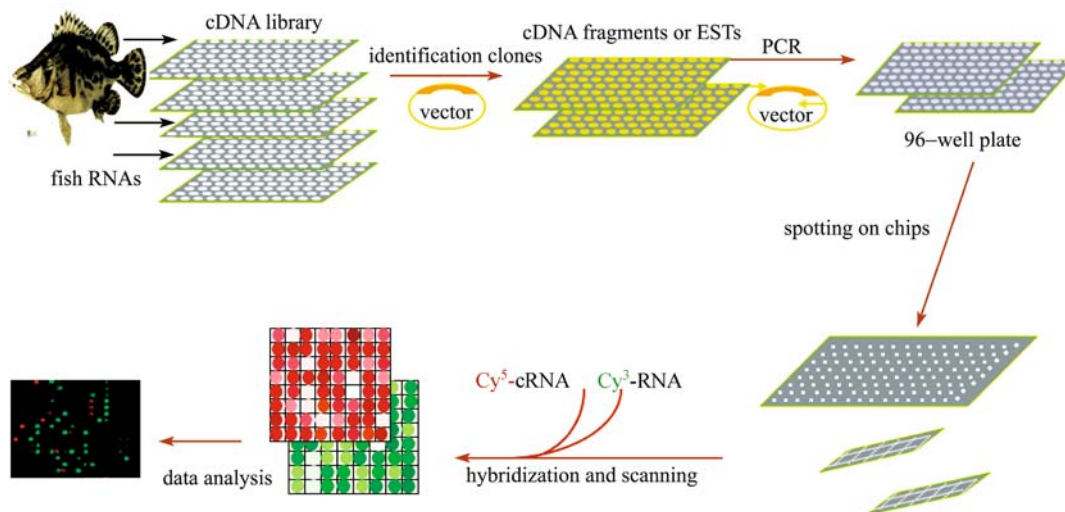 cDNA library
fish RNAs
identification clones
vector
cDNA fragments or ESTs
PCR
vector
96–well plate
spotting on chips
Cy⁵-cRNA
Cy³-RNA
hybridization and scanning
data analysis